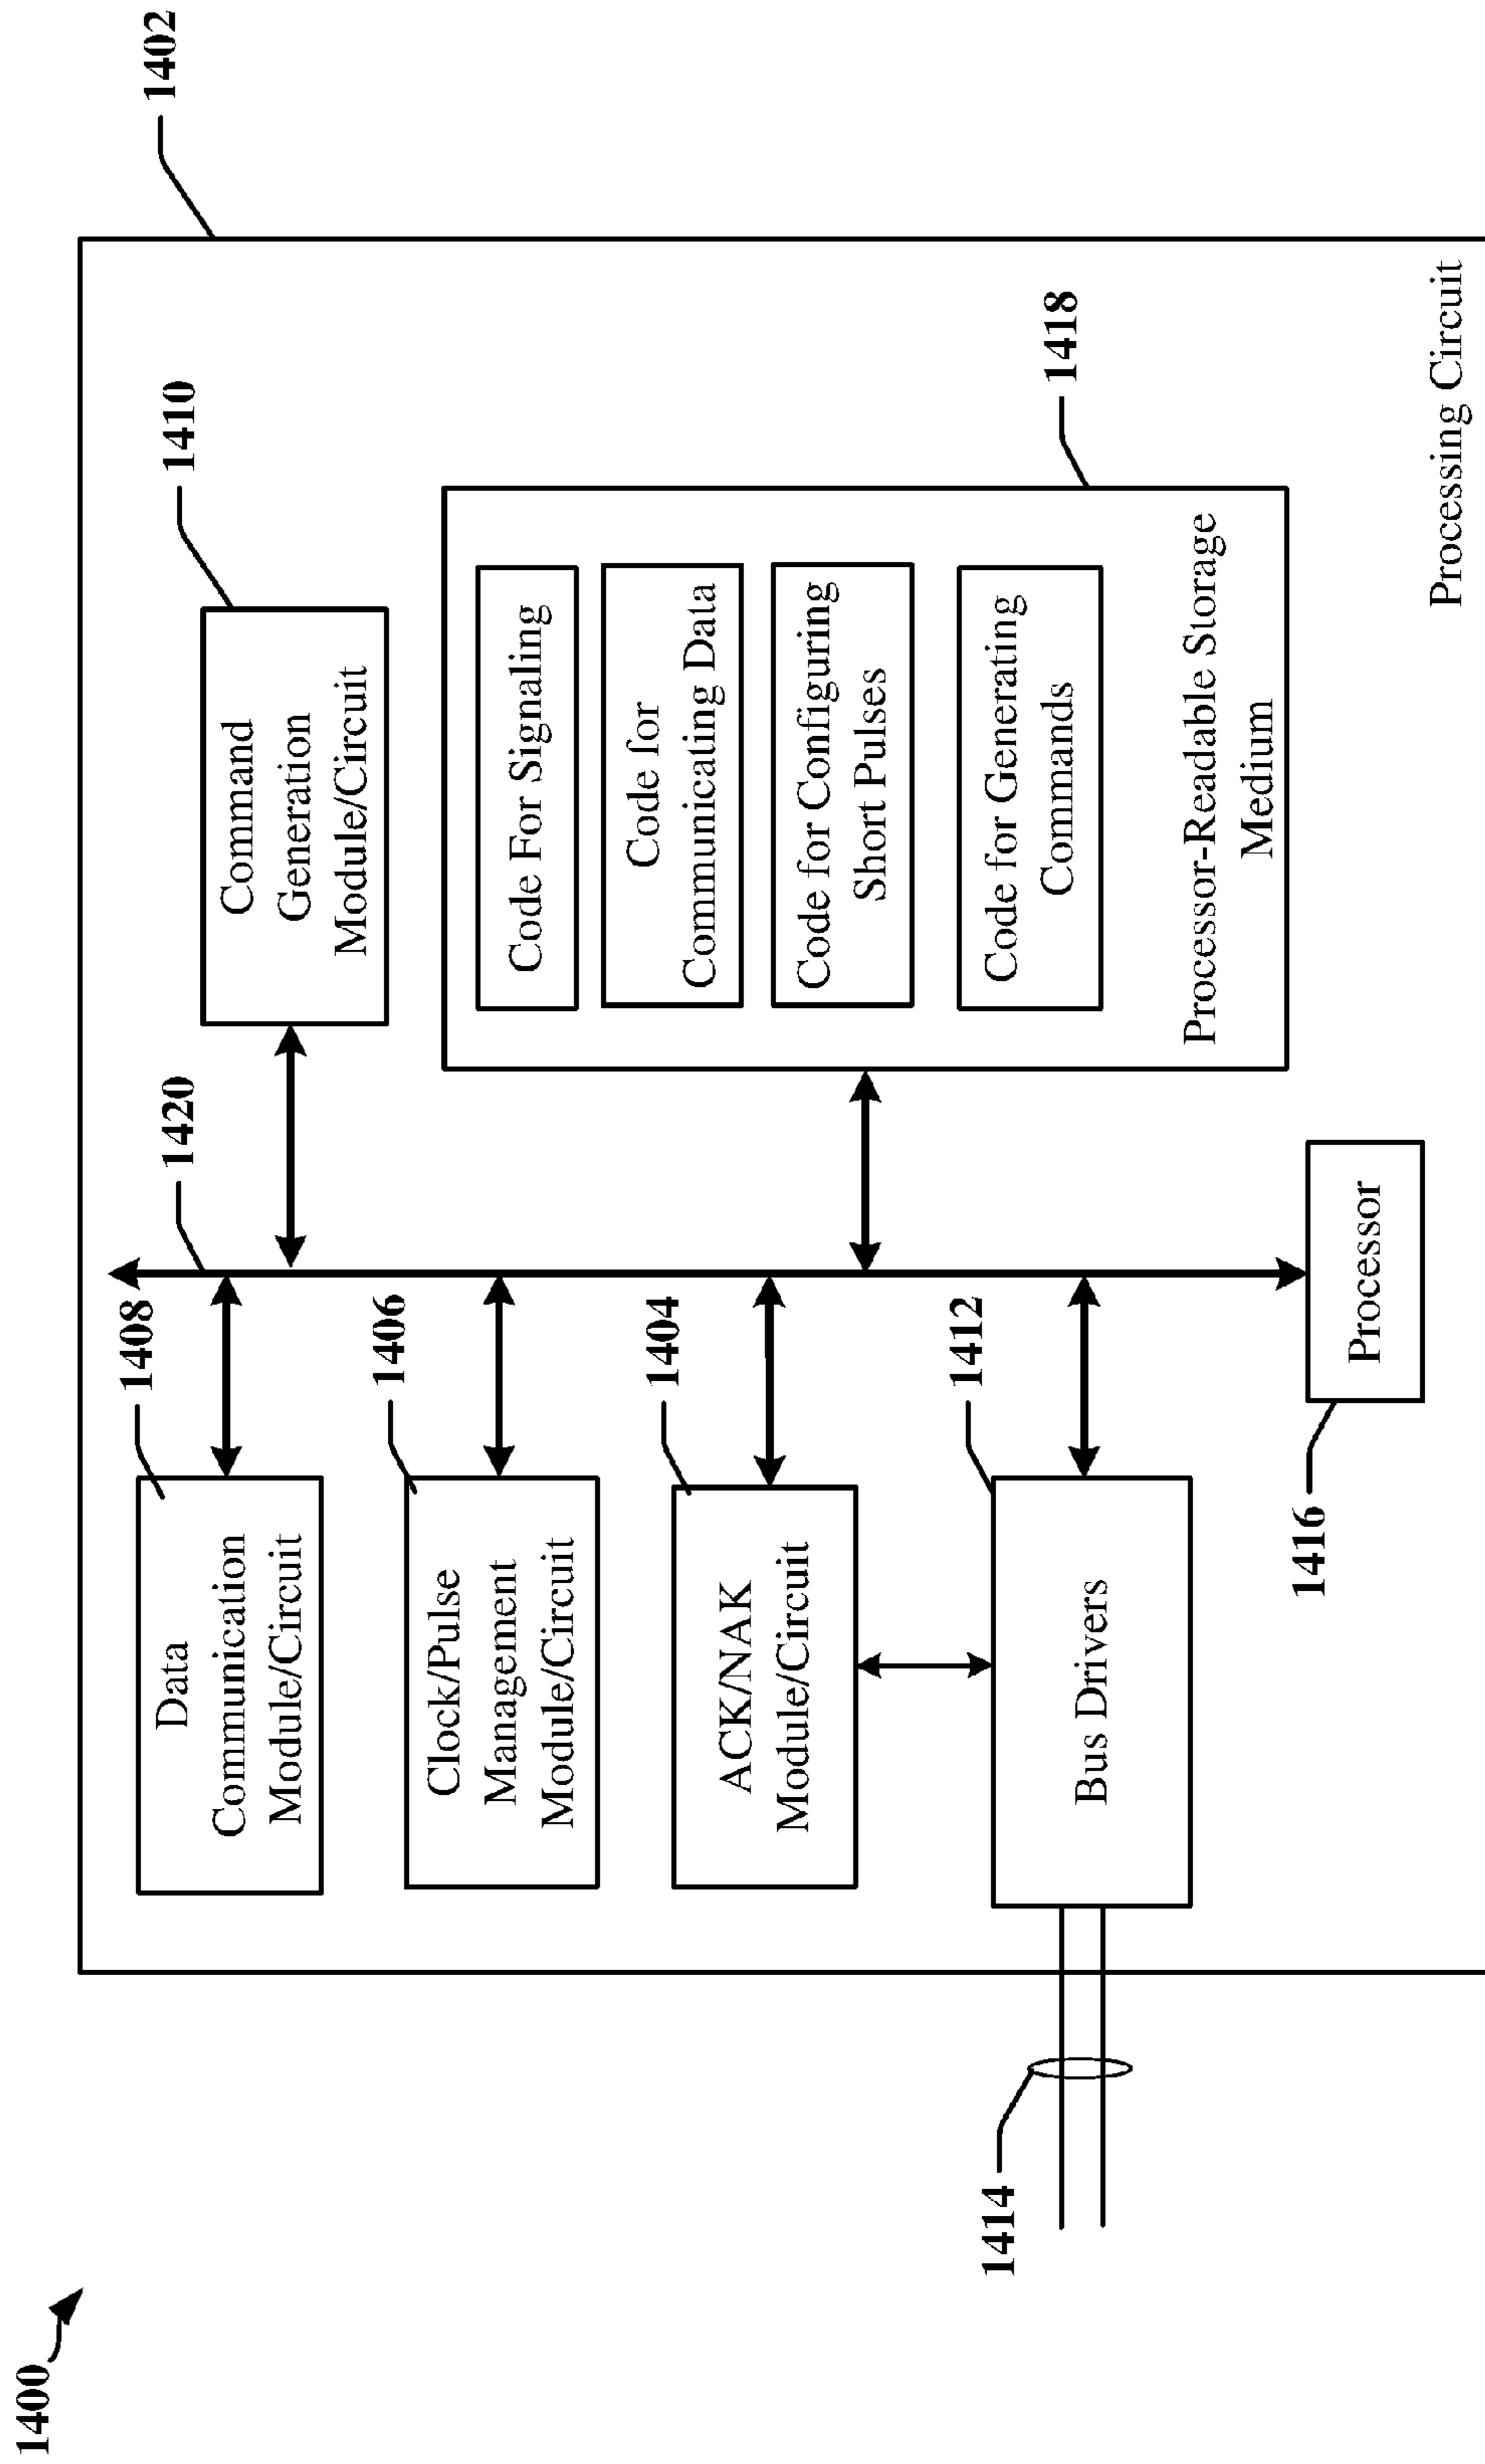 1400
1402
1408
Data
Communication
Module/Circuit
1420
1410
Command
Generation
Module/Circuit
1406
Clock/Pulse
Management
Module/Circuit
1404
ACK/NAK
Module/Circuit
1412
Bus Drivers
1414
1418
Code For Signaling
Code for
Communicating Data
Code for Configuring
Short Pulses
Code for Generating
Commands
Processor-Readable Storage
Medium
1416
Processor
Processing Circuit